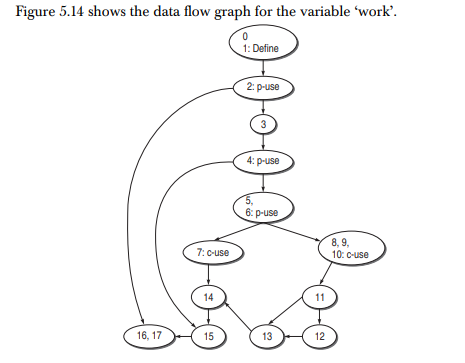 Figure 5.14 shows the data flow graph for the variable ‘work’.
0
1: Define
2: p-use
3
4: p-use
5,
6: p-use
7: c-use
8, 9,
10: c-use
14
11
16, 17
15
13
12